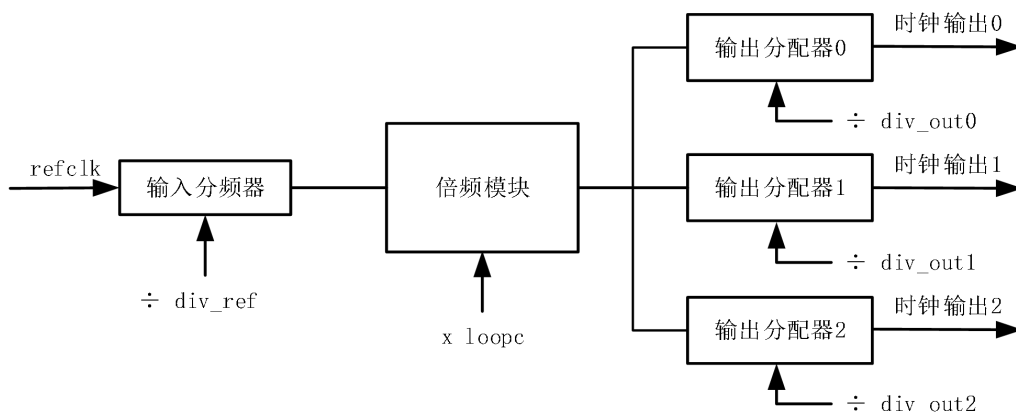 时钟输出0
输出分配器0
÷ div_out0
refclk
输入分频器
倍频模块
时钟输出1
输出分配器1
÷ div_out1
÷ div_ref
x loopc
时钟输出2
输出分配器2
÷ div_out2